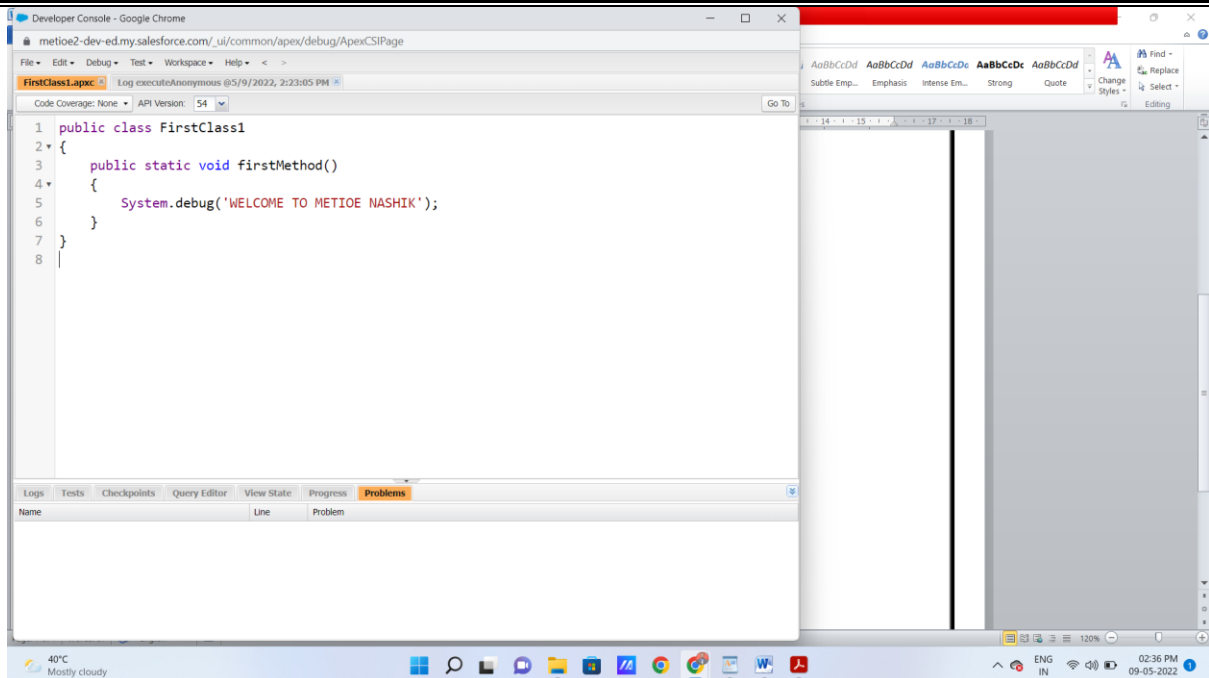 Developer Console - Google Chrome
metioe2-dev-ed.my.salesforce.com/_ui/common/apex/debug/ApexCSIPage
File Edit Debug Test Workspace Help < >
FirstClass1.apxc Log executeAnonymous @5/9/2022, 2:23:05 PM
Code Coverage: None API Version: 54 Go To
1 public class FirstClass1
2 {
3 public static void firstMethod()
4 {
5 System.debug('WELCOME TO METIOE NASHIK');
6 }
7 }
8
Logs Tests Checkpoints Query Editor View State Progress Problems
Name Line Problem
AaBbCcDd AaBbCcDd AaBbCcDc AaBbCcDc AaBbCcDd
Subtle Emp... Emphasis Intense Em... Strong Quote
Change
Styles
Find
Replace
Select
Editing
14 15 17 18
120%
40°C
Mostly cloudy
ENG
IN
02:36 PM
09-05-2022
1